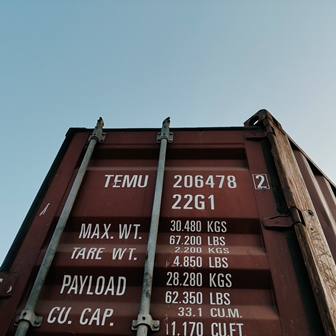 TEMU 206478 2
22G1
MAX. WT. 30.480 KGS
67.200 LBS
TARE WT. 2.200 KGS
4.850 LBS
PAYLOAD 28.280 KGS
62.350 LBS
CU. CAP. 33.1 CU.M.
1.170 CU.FT